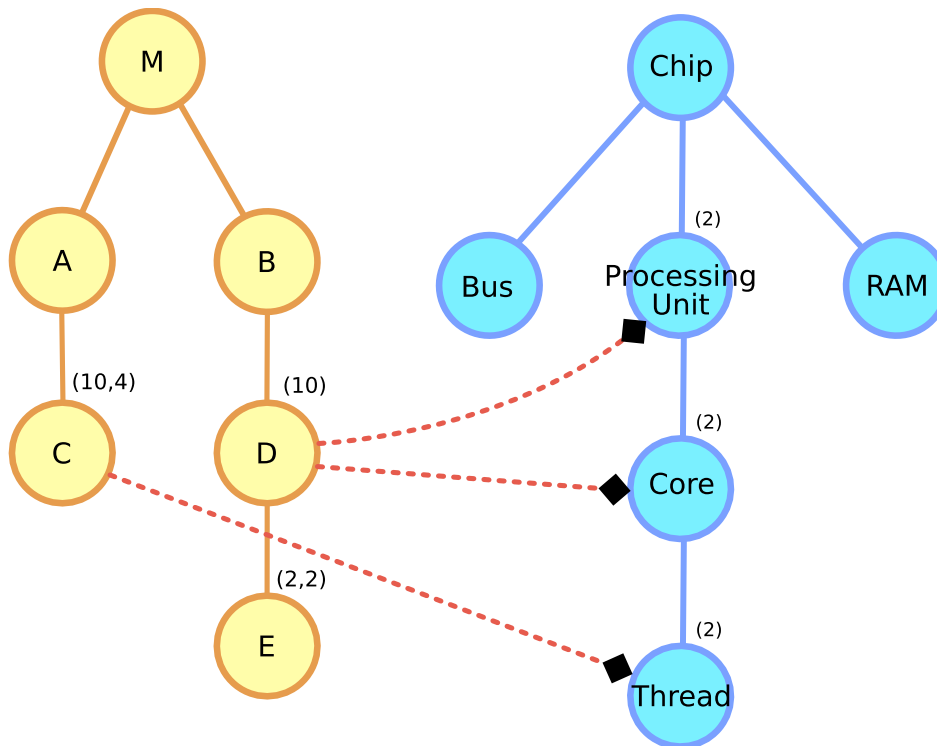 M
Chip
A
B
(2)
Bus
Processing
Unit
RAM
(10,4)
(10)
C
D
(2)
Core
(2,2)
E
(2)
Thread